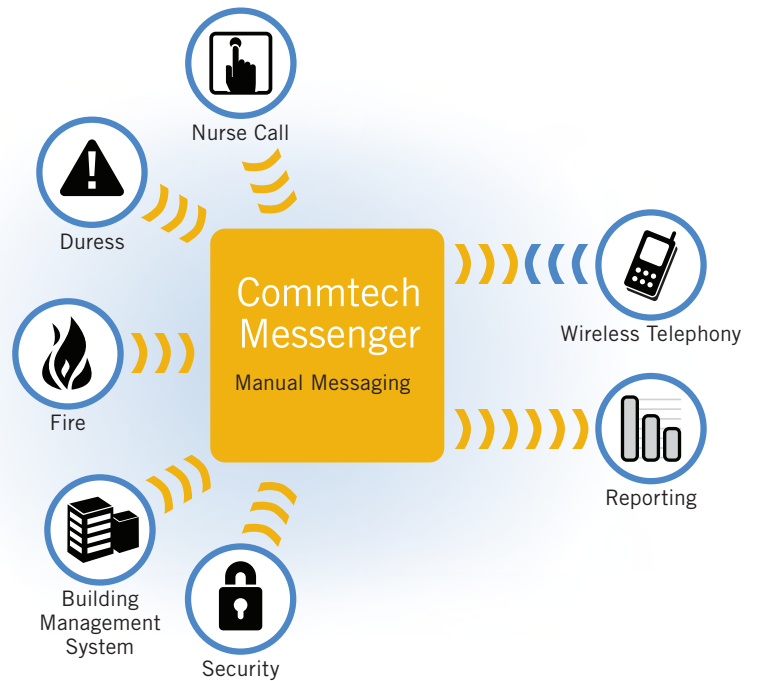 Nurse Call
Duress
Commtech
Messenger
Manual Messaging
Wireless Telephony
Fire
Reporting
Building
Management
System
Security